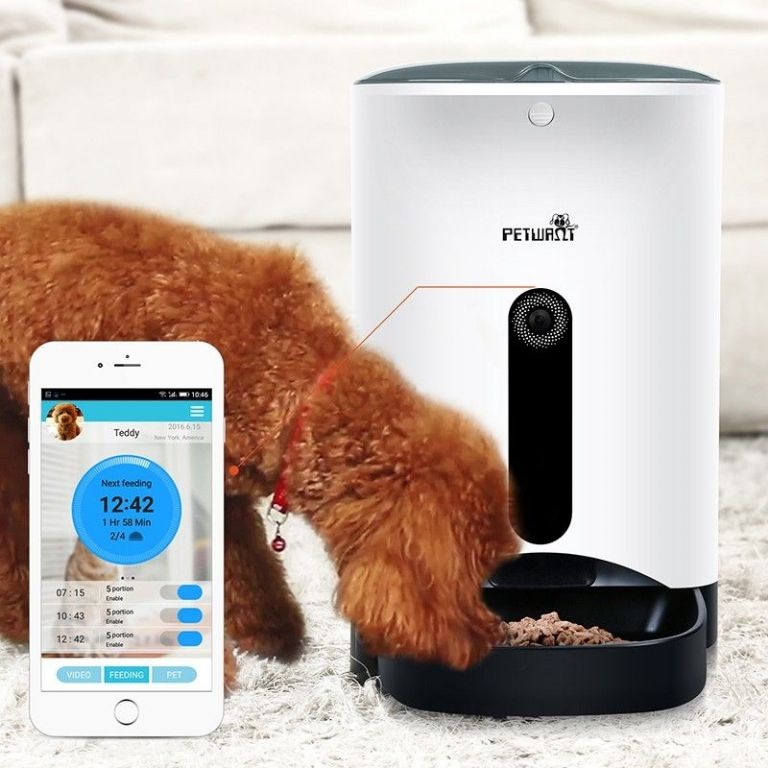 PETWANT
10:46
Teddy
2016.6.15
New York, America
Next feeding
12:42
1 Hr 58 Min
2/4
07 : 15
5 portion
Enable
10 : 43
5 portion
Enable
12 : 42
5 portion
Enable
VIDEO FEEDING PET